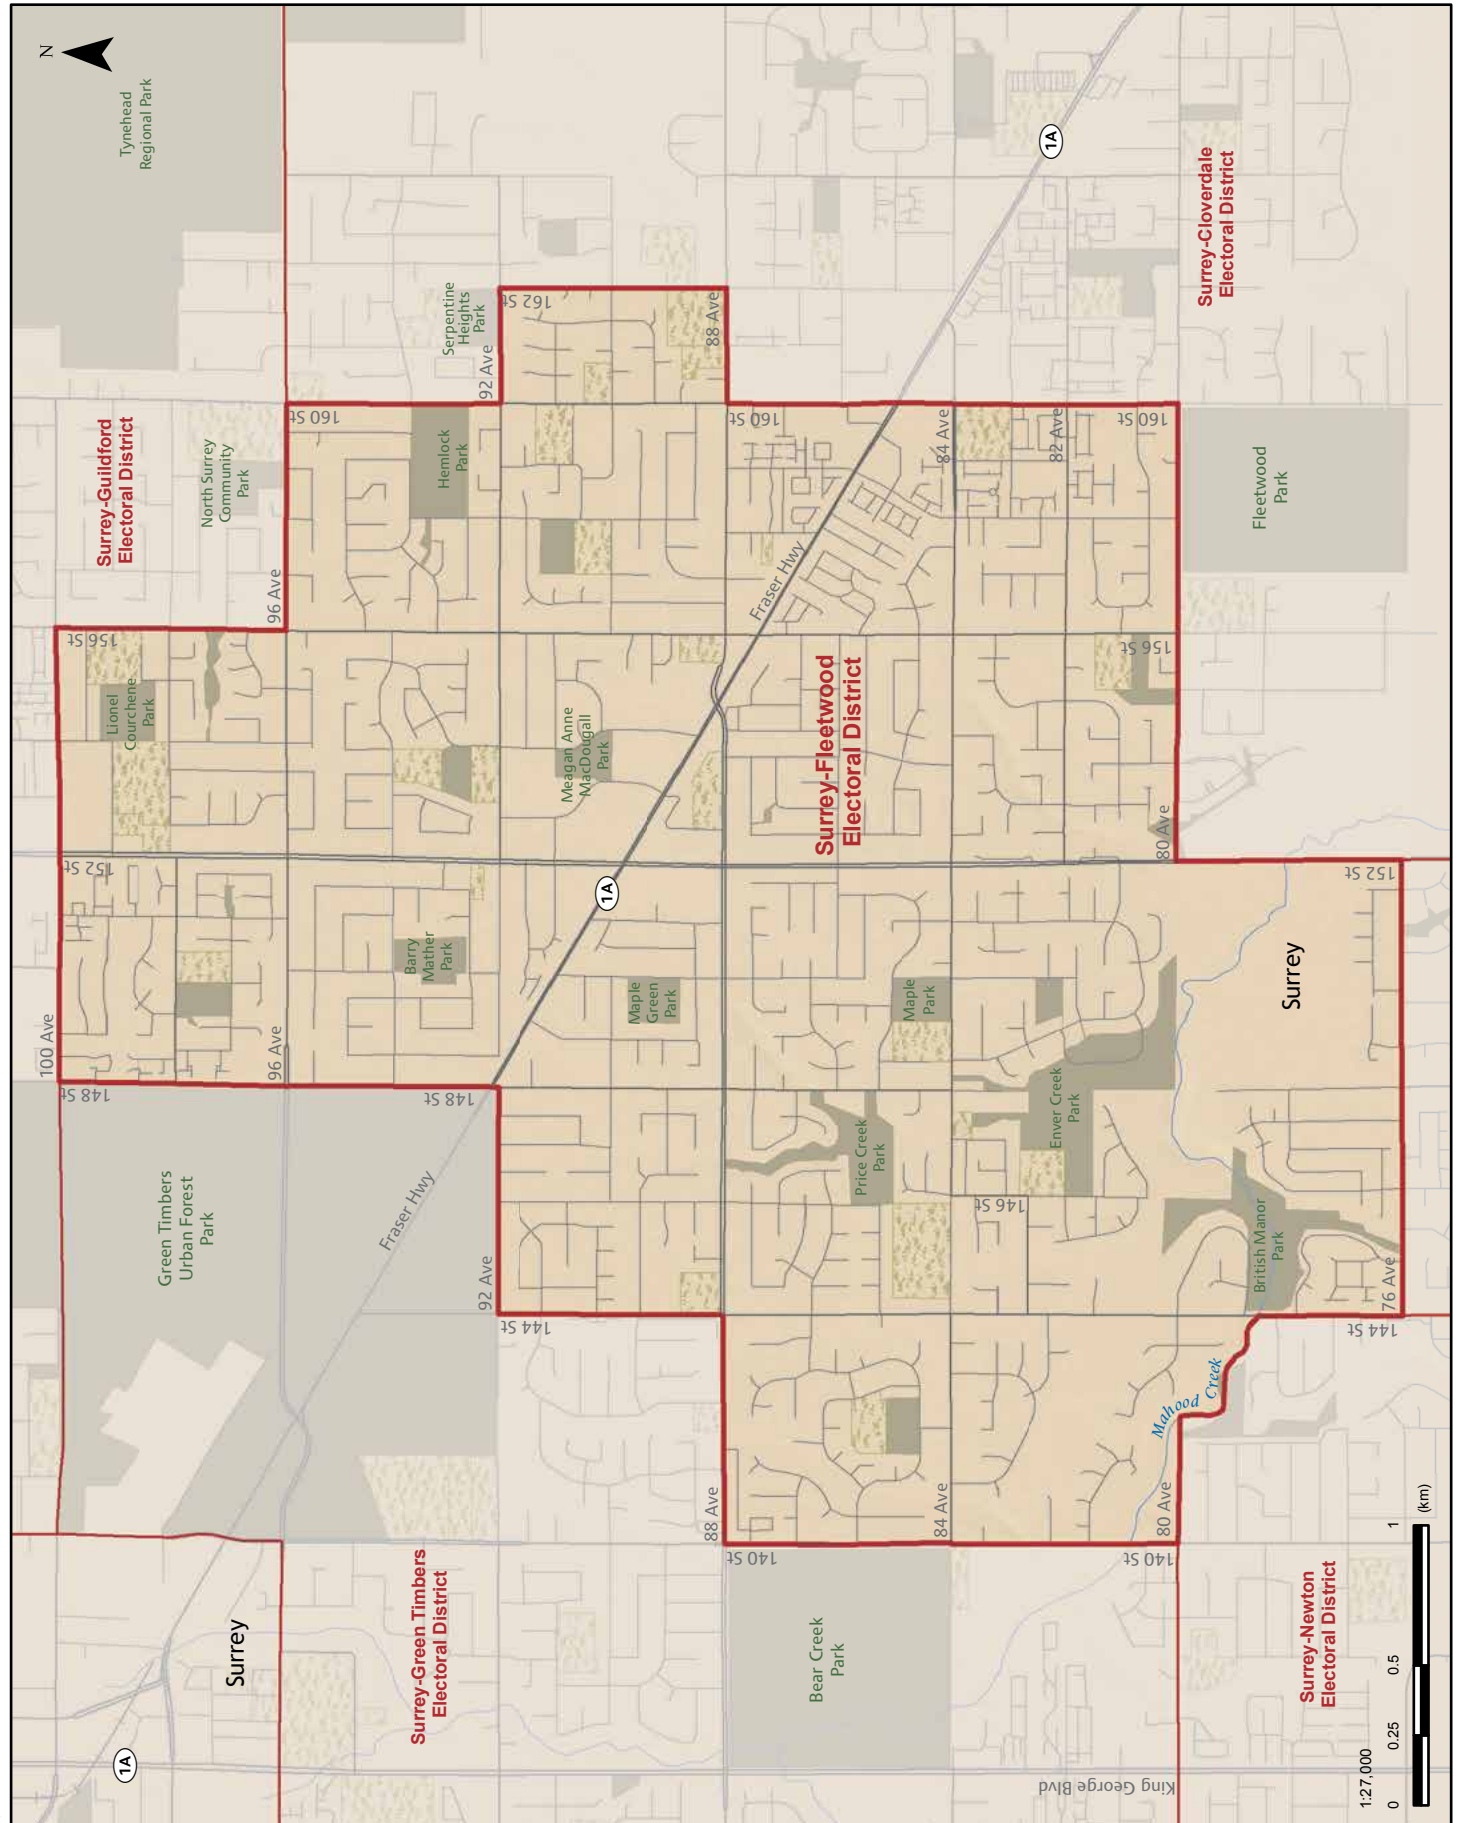 N
Tynehead
Regional Park
Surrey-Guildford
Electoral District
North Surrey
Community
Park
Serpentine
Heights
Park
92 Ave
162 St
88 Ave
160 St
Hemlock
Park
96 Ave
156 St
Lionel
Courchene
Park
152 St
100 Ave
96 Ave
148 St
148 St
Barry
Mather
Park
Meagan Anne
MacDougall
Park
1A
Maple
Green
Park
Fraser Hwy
160 St
84 Ave
82 Ave
160 St
1A
Surrey-Cloverdale
Electoral District
Fleetwood
Park
156 St
Surrey-Fleetwood
Electoral District
80 Ave
152 St
Surrey
Maple
Park
Enver Creek
Park
Price Creek
Park
146 St
British Manor
Park
76 Ave
144 St
Mahood Creek
Green Timbers
Urban Forest
Park
Fraser Hwy
92 Ave
144 St
88 Ave
140 St
84 Ave
80 Ave
140 St
Surrey
1A
Surrey-Green Timbers
Electoral District
Bear Creek
Park
King George Blvd
Surrey-Newton
Electoral District
1:27,000
0
0.25
0.5
1
(km)